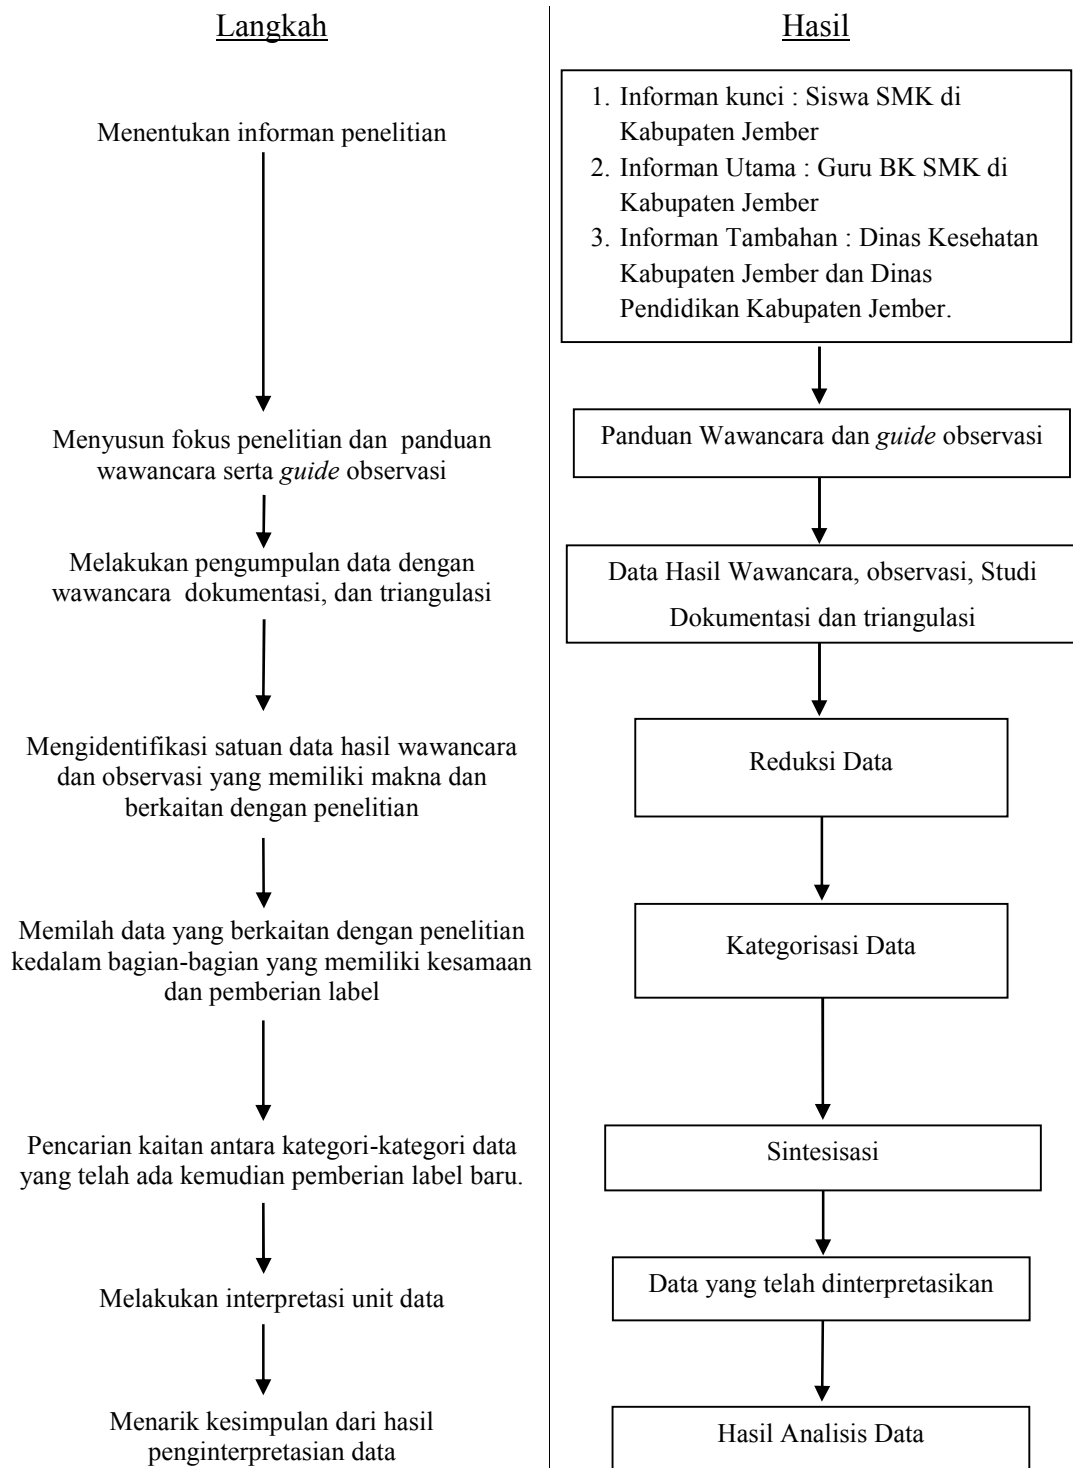 Langkah
Menentukan informan penelitian
Menyusun fokus penelitian dan  panduan
wawancara serta guide observasi
Melakukan pengumpulan data dengan
wawancara  dokumentasi, dan triangulasi
Mengidentifikasi satuan data hasil wawancara
dan observasi yang memiliki makna dan
berkaitan dengan penelitian
Memilah data yang berkaitan dengan penelitian
kedalam bagian-bagian yang memiliki kesamaan
dan pemberian label
Pencarian kaitan antara kategori-kategori data
yang telah ada kemudian pemberian label baru.
Melakukan interpretasi unit data
Menarik kesimpulan dari hasil
penginterpretasian data
Hasil
1. Informan kunci : Siswa SMK di
Kabupaten Jember
2. Informan Utama : Guru BK SMK di
Kabupaten Jember
3. Informan Tambahan : Dinas Kesehatan
Kabupaten Jember dan Dinas
Pendidikan Kabupaten Jember.
Panduan Wawancara dan guide observasi
Data Hasil Wawancara, observasi, Studi
Dokumentasi dan triangulasi
Reduksi Data
Kategorisasi Data
Sintesisasi
Data yang telah dinterpretasikan
Hasil Analisis Data